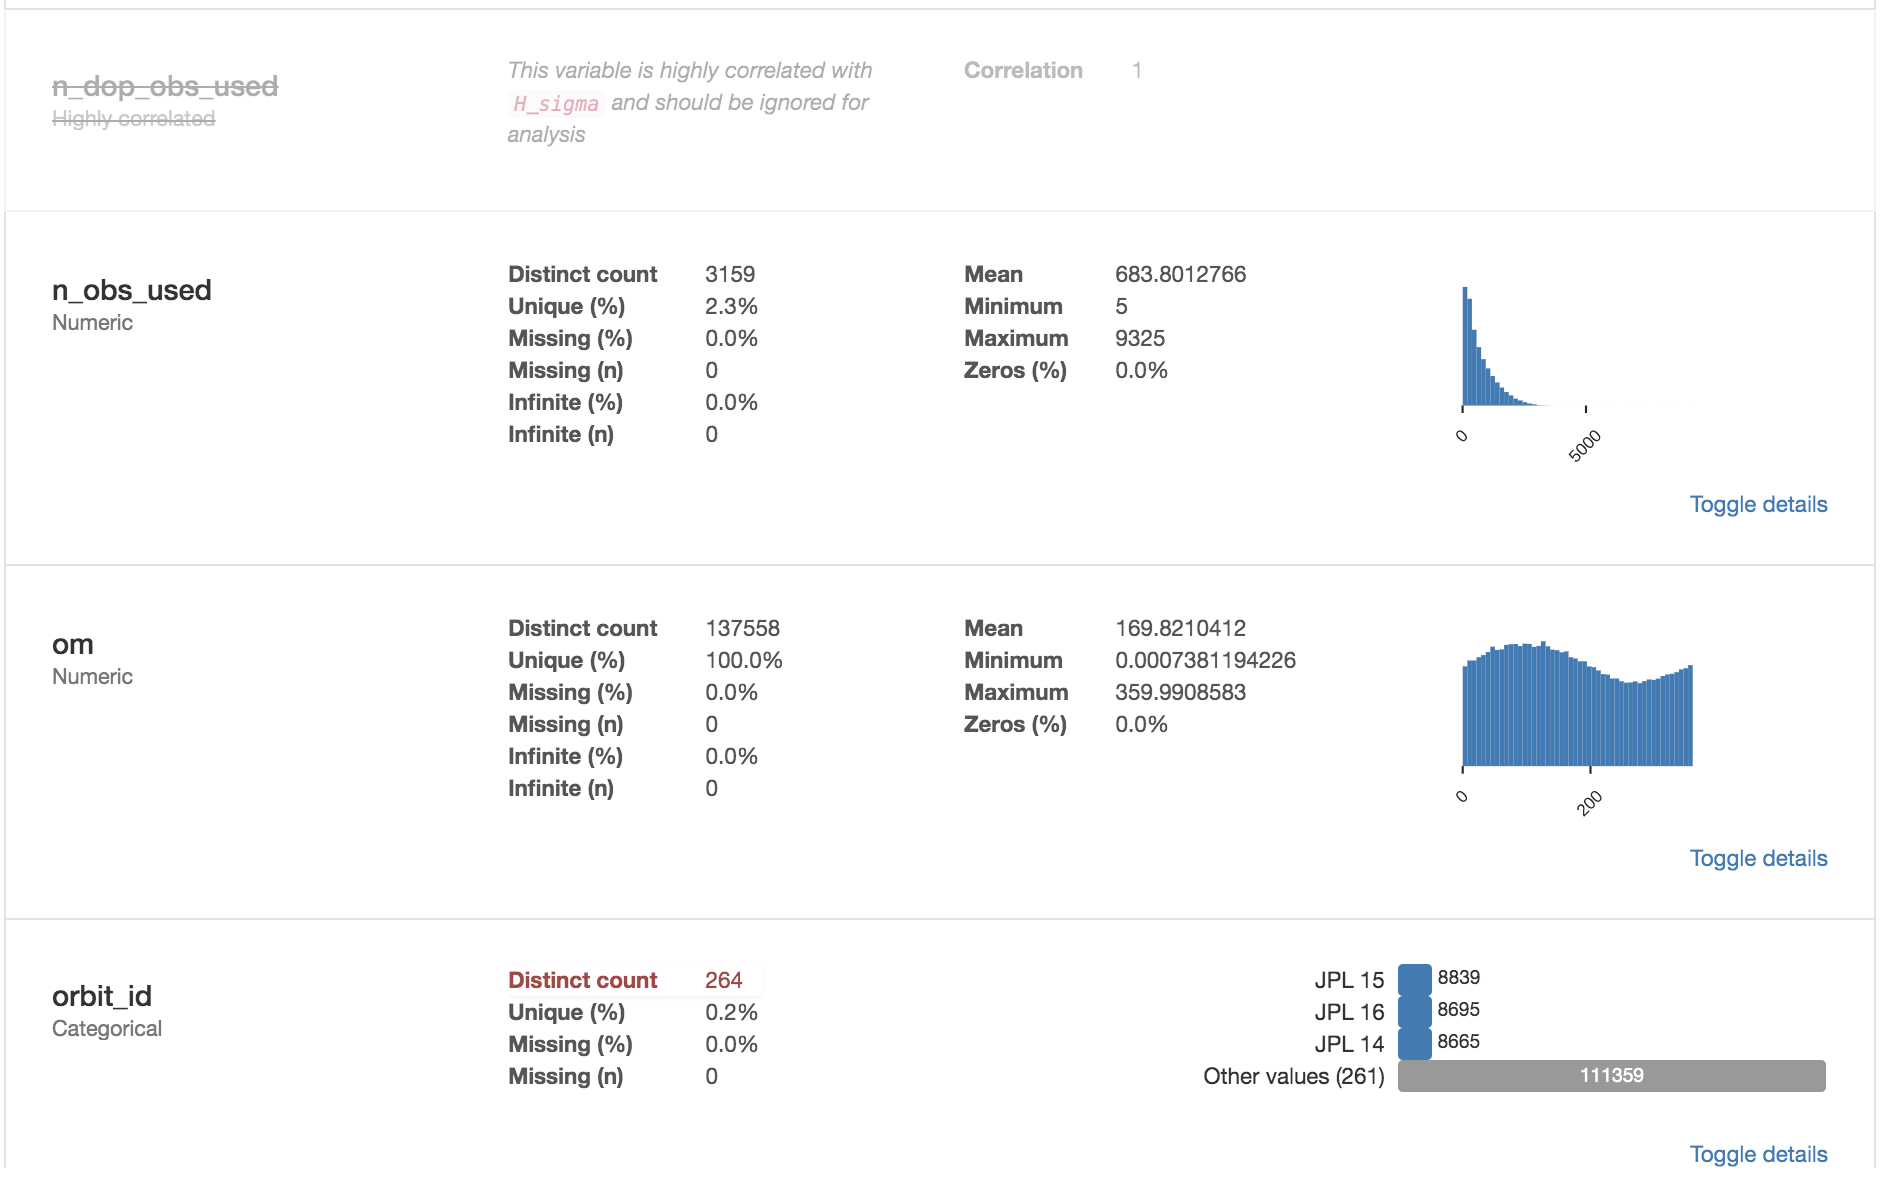 n_dop_obs_used
Highly correlated
This variable is highly correlated with
H_sigma and should be ignored for
analysis
Correlation 1
n_obs_used
Numeric
Distinct count 3159
Unique (%) 2.3%
Missing (%) 0.0%
Missing (n) 0
Infinite (%) 0.0%
Infinite (n) 0
Mean 683.8012766
Minimum 5
Maximum 9325
Zeros (%) 0.0%
0
5000
Toggle details
om
Numeric
Distinct count 137558
Unique (%) 100.0%
Missing (%) 0.0%
Missing (n) 0
Infinite (%) 0.0%
Infinite (n) 0
Mean 169.8210412
Minimum 0.0007381194226
Maximum 359.9908583
Zeros (%) 0.0%
0
200
Toggle details
orbit_id
Categorical
Distinct count 264
Unique (%) 0.2%
Missing (%) 0.0%
Missing (n) 0
JPL 15 8839
JPL 16 8695
JPL 14 8665
Other values (261) 111359
Toggle details